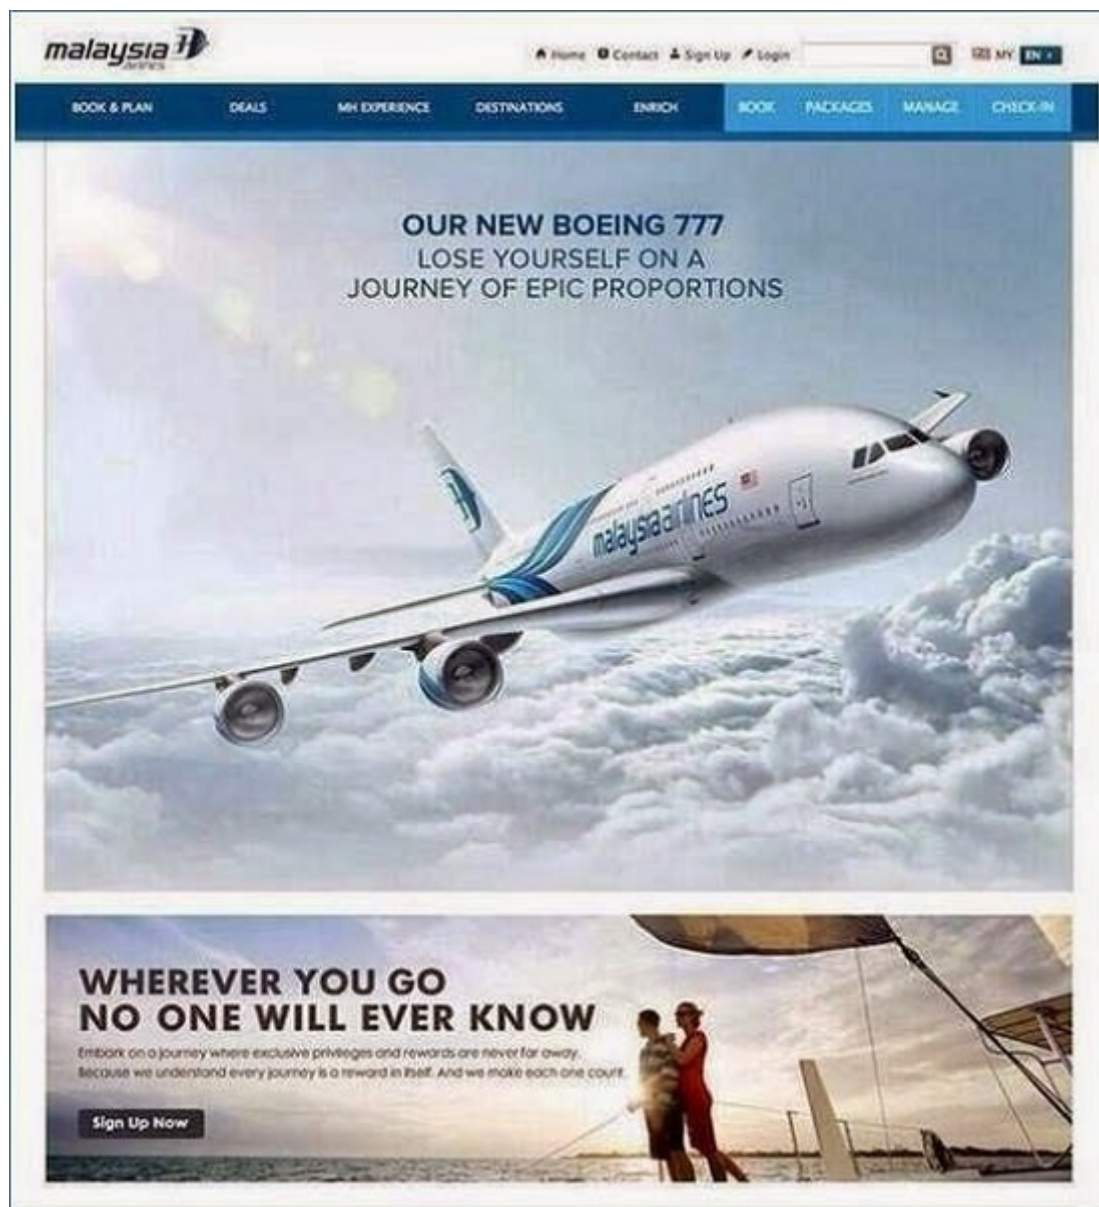 malaysia
airlines
Home Contact Sign Up Login
MY EN
BOOK & PLAN DEALS MH EXPERIENCE DESTINATIONS ENRICH BOOK PACKAGES MANAGE CHECK-IN
OUR NEW BOEING 777
LOSE YOURSELF ON A
JOURNEY OF EPIC PROPORTIONS
malaysiaairlines
WHEREVER YOU GO
NO ONE WILL EVER KNOW
Embark on a journey where exclusive privileges and rewards are never far away.
Because we understand every journey is a reward in itself. And we make each one count.
Sign Up Now